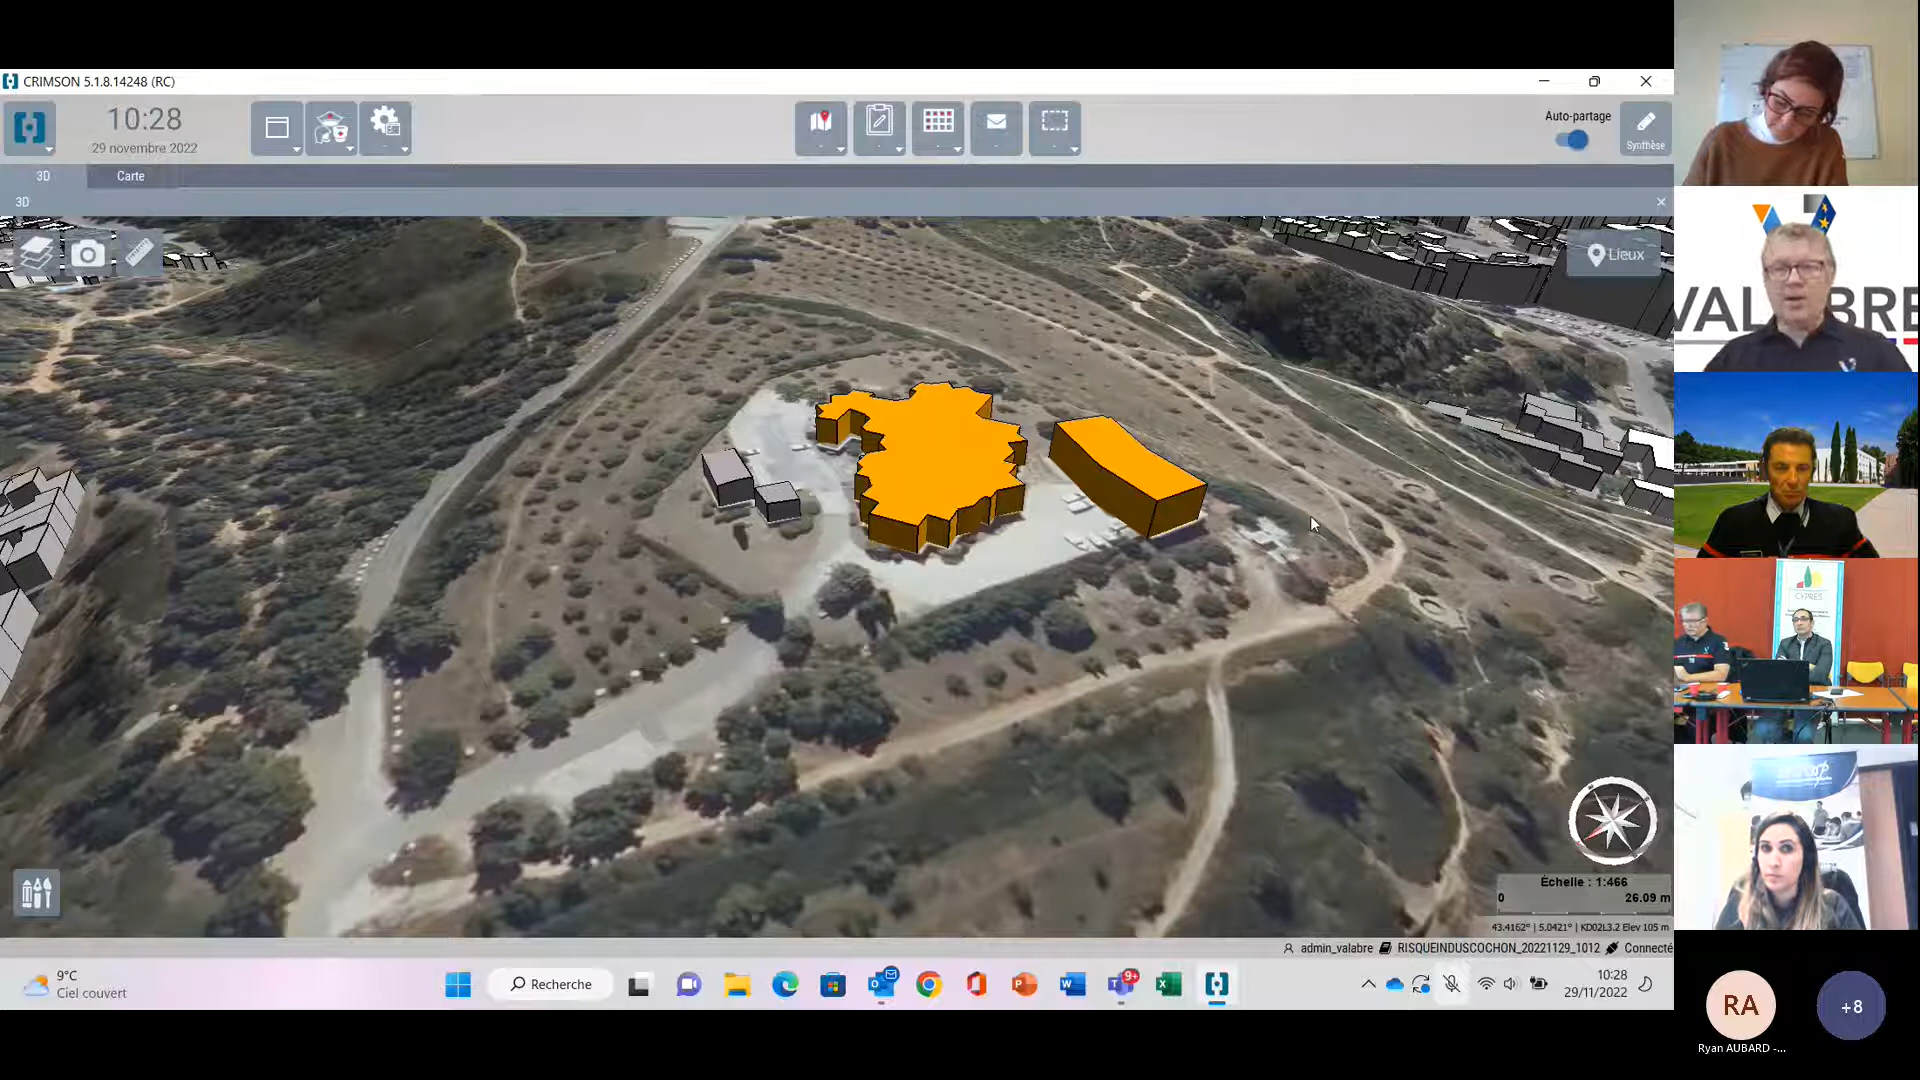 CRIMSON 5.1.8.14248 (RC)
10:28
29 novembre 2022
Auto-partage
Synthèse
3D
Carte
3D
Lieux
Échelle : 1:466
0
26.09 m
43.4162° | 5.0421° | KD02L3.2 Elev 105 m
admin_valabre
RISQUEINDUSCOCHON_20221129_1012
Connecté
9°C
Ciel couvert
Recherche
9+
10:28
29/11/2022
CYPRES
RA
+8
Ryan AUBARD -...